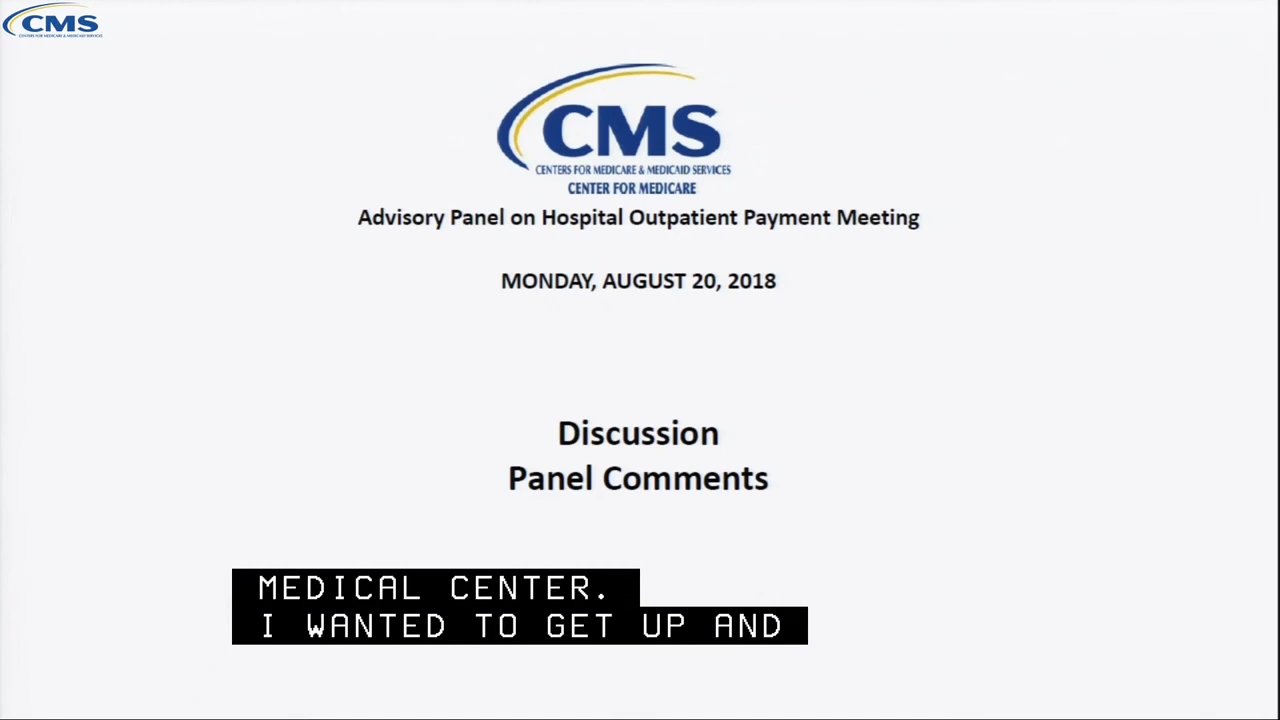 CMS
CENTERS FOR MEDICARE & MEDICAID SERVICES
CMS
CENTERS FOR MEDICARE & MEDICAID SERVICES
CENTER FOR MEDICARE
Advisory Panel on Hospital Outpatient Payment Meeting
MONDAY, AUGUST 20, 2018
Discussion
Panel Comments
MEDICAL CENTER.
I WANTED TO GET UP AND